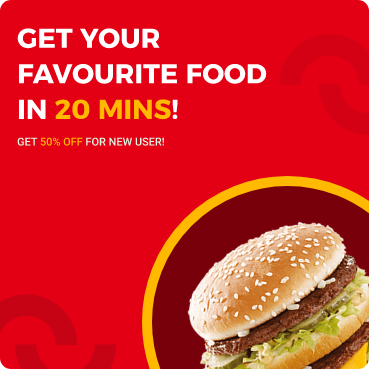 GET YOUR
FAVOURITE FOOD
IN 20 MINS!
GET 50% OFF FOR NEW USER!